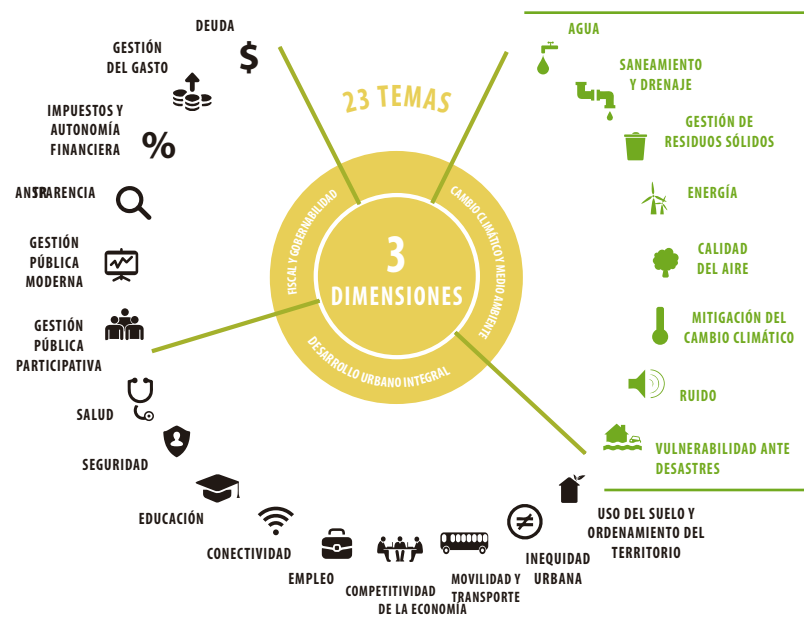 DEUDA
$
GESTIÓN
DEL GASTO
IMPUESTOS Y
AUTONOMÍA
FINANCIERA
%
GESTIÓN
PÚBLICA
MODERNA
GESTIÓN
PÚBLICA
PARTICIPATIVA
23 TEMAS
FISCAL Y GOBERNABILIDAD
CAMBIO CLIMÁTICO Y MEDIO AMBIENTE
DESARROLLO URBANO INTEGRAL
3
DIMENSIONES
AGUA
SANEAMIENTO
Y DRENAJE
GESTIÓN DE
RESIDUOS SÓLIDOS
ENERGÍA
CALIDAD
DEL AIRE
MITIGACIÓN DEL
CAMBIO CLIMÁTICO
RUIDO
VULNERABILIDAD ANTE
DESASTRES
SALUD
SEGURIDAD
EDUCACIÓN
CONECTIVIDAD
EMPLEO
COMPETITIVIDAD
DE LA ECONOMÍA
MOVILIDAD Y
TRANSPORTE
INEQUIDAD
URBANA
USO DEL SUELO Y
ORDENAMIENTO DEL
TERRITORIO